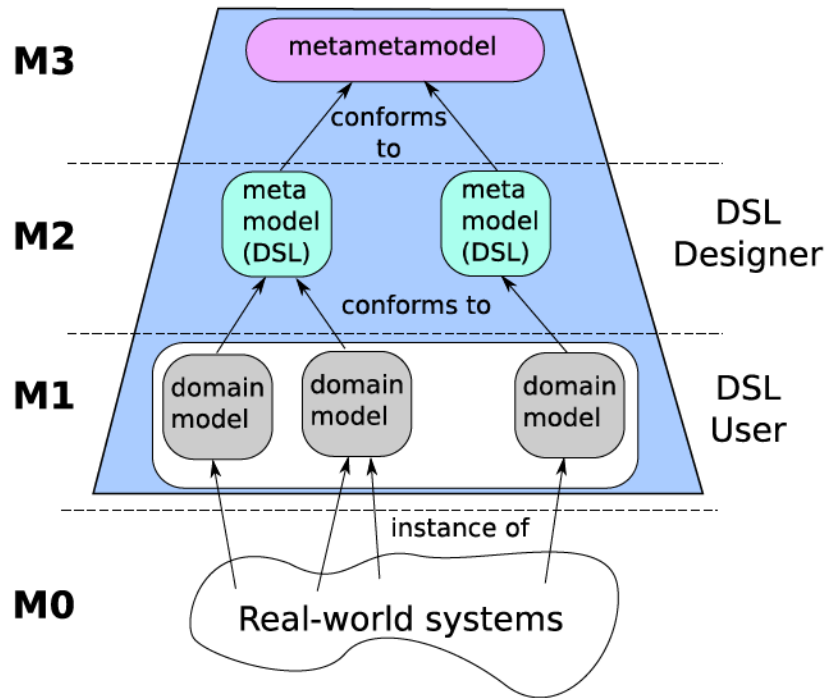 M3
metametamodel
conforms
to
M2
meta
model
(DSL)
meta
model
(DSL)
DSL
Designer
conforms to
M1
domain
model
domain
model
domain
model
DSL
User
instance of
M0
Real-world systems